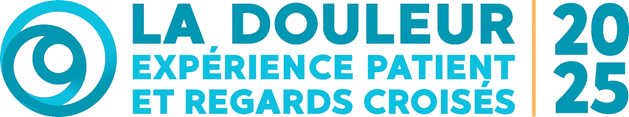 LA DOULEUR
EXPÉRIENCE PATIENT
ET REGARDS CROISÉS
20
25